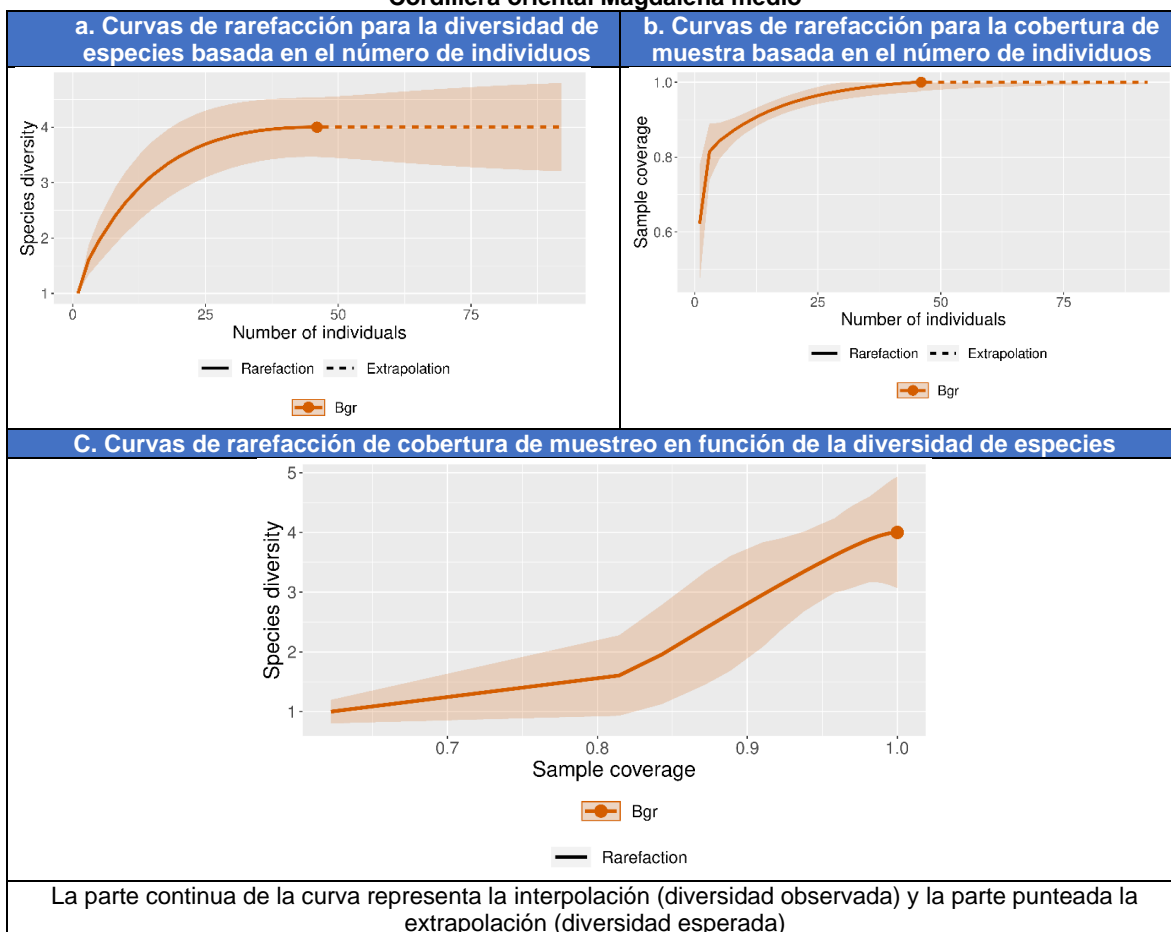 Cordillera oriental Magdalena medio
a. Curvas de rarefacción para la diversidad de
especies basada en el número de individuos
b. Curvas de rarefacción para la cobertura de
muestra basada en el número de individuos
4
3
2
1
Species diversity
0 25 50 75
Number of individuals
Rarefaction Extrapolation
Bgr
1.0
0.8
0.6
Sample coverage
0 25 50 75
Number of individuals
Rarefaction Extrapolation
Bgr
C. Curvas de rarefacción de cobertura de muestreo en función de la diversidad de especies
5
4
3
2
1
Species diversity
0.7 0.8 0.9 1.0
Sample coverage
Bgr
Rarefaction
La parte continua de la curva representa la interpolación (diversidad observada) y la parte punteada la
extrapolación (diversidad esperada)